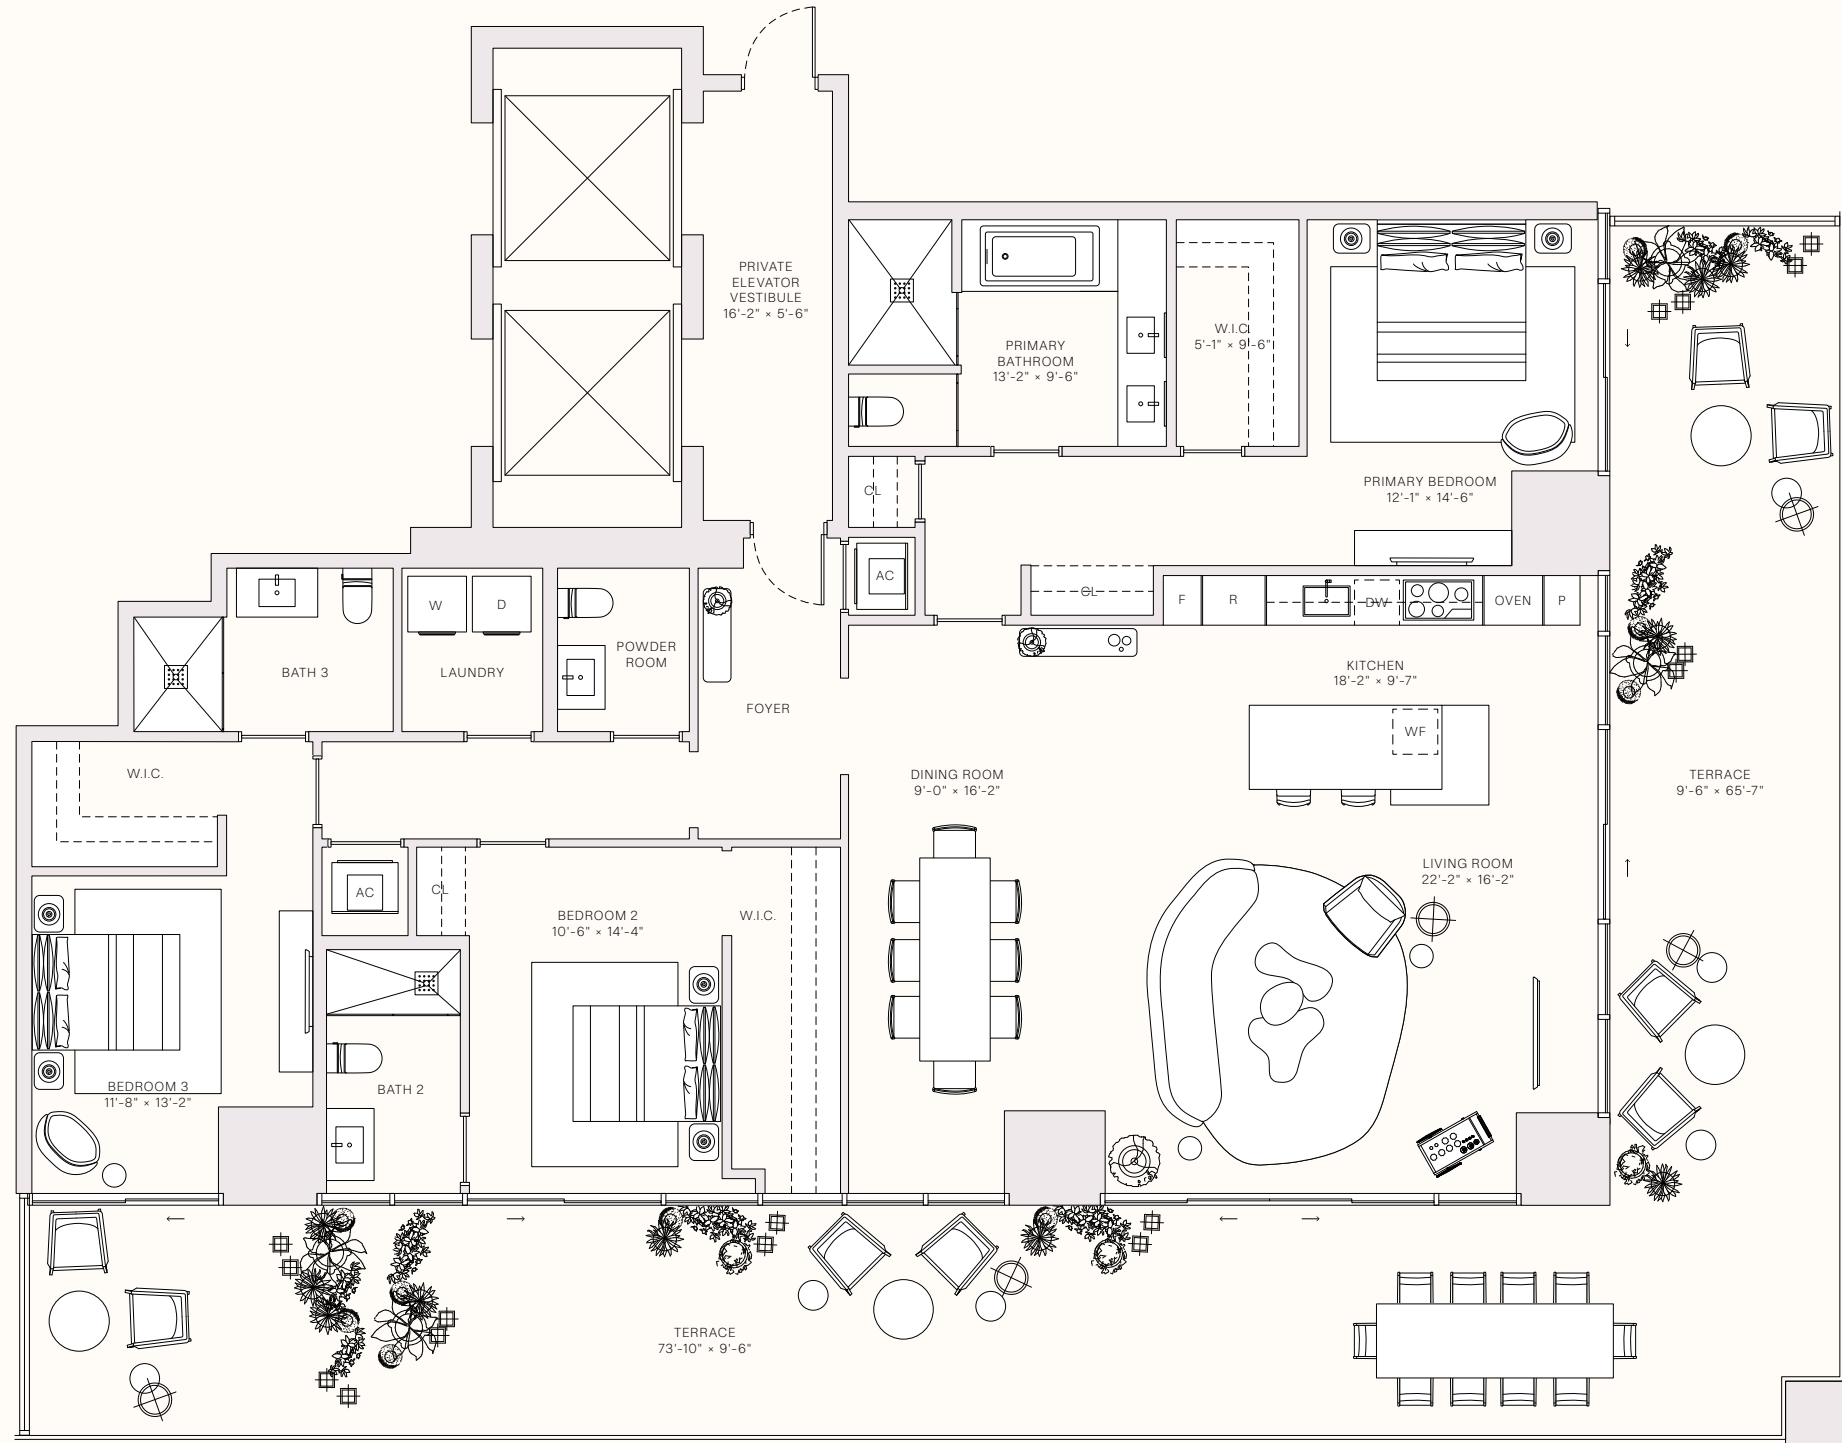 PRIVATE
ELEVATOR
VESTIBULE
16'-2" × 5'-6"
PRIMARY
BATHROOM
13'-2" × 9'-6"
W.I.C.
5'-1" × 9'-6"
PRIMARY BEDROOM
12'-1" × 14'-6"
CL
AC
CL
F
R
DW
OVEN
P
W
D
BATH 3
LAUNDRY
POWDER
ROOM
FOYER
KITCHEN
18'-2" × 9'-7"
WF
W.I.C.
DINING ROOM
9'-0" × 16'-2"
TERRACE
9'-6" × 65'-7"
LIVING ROOM
22'-2" × 16'-2"
AC
CL
BEDROOM 2
10'-6" × 14'-4"
W.I.C.
BEDROOM 3
11'-8" × 13'-2"
BATH 2
TERRACE
73'-10" × 9'-6"